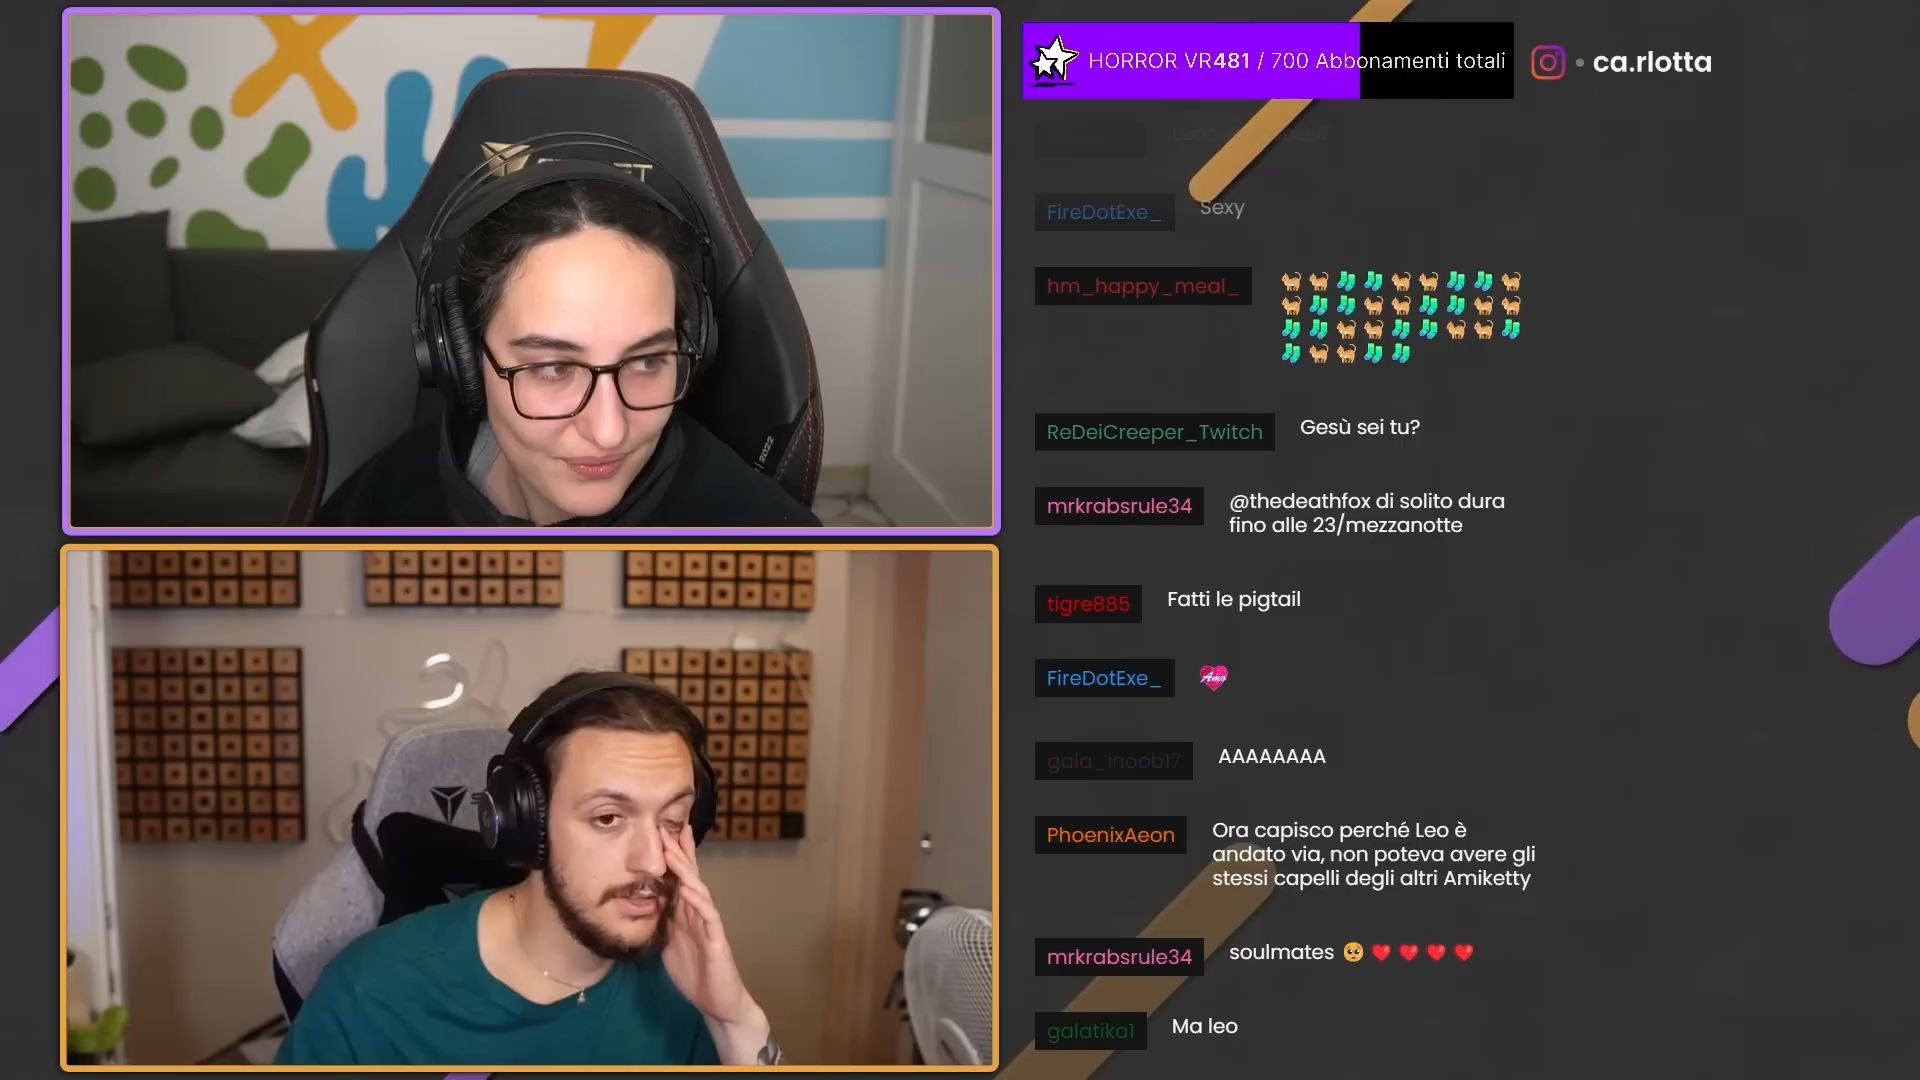 HORROR VR481 / 700 Abbonamenti totali
ca.rlotta
FireDotExe_ Sexy
hm_happy_meal_
ReDeiCreeper_Twitch Gesù sei tu?
mrkrabsrule34 @thedeathfox di solito dura
fino alle 23/mezzanotte
tigre885 Fatti le pigtail
FireDotExe_ Amo
gaia_inoob17 AAAAAAAA
PhoenixAeon Ora capisco perché Leo è
andato via, non poteva avere gli
stessi capelli degli altri Amiketty
mrkrabsrule34 soulmates 🥺 ❤️ ❤️ ❤️ ❤️
galatika1 Ma leo
2022